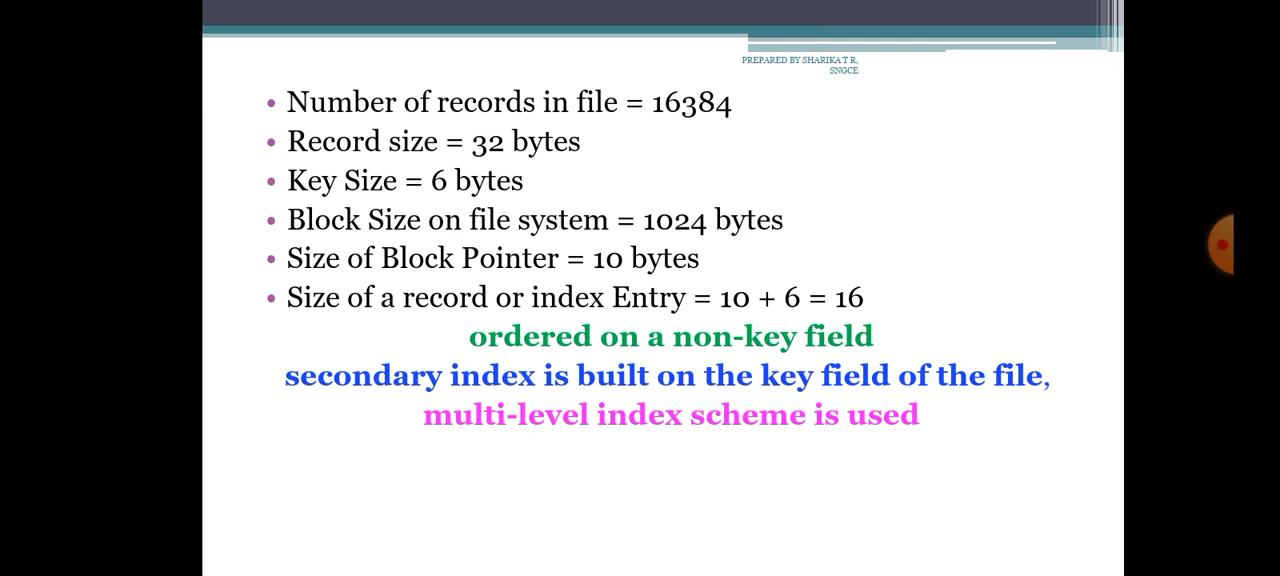 PREPARED BY SHARIKA T R,
SNGCE
• Number of records in file = 16384
• Record size = 32 bytes
• Key Size = 6 bytes
• Block Size on file system = 1024 bytes
• Size of Block Pointer = 10 bytes
• Size of a record or index Entry = 10 + 6 = 16
ordered on a non-key field
secondary index is built on the key field of the file,
multi-level index scheme is used